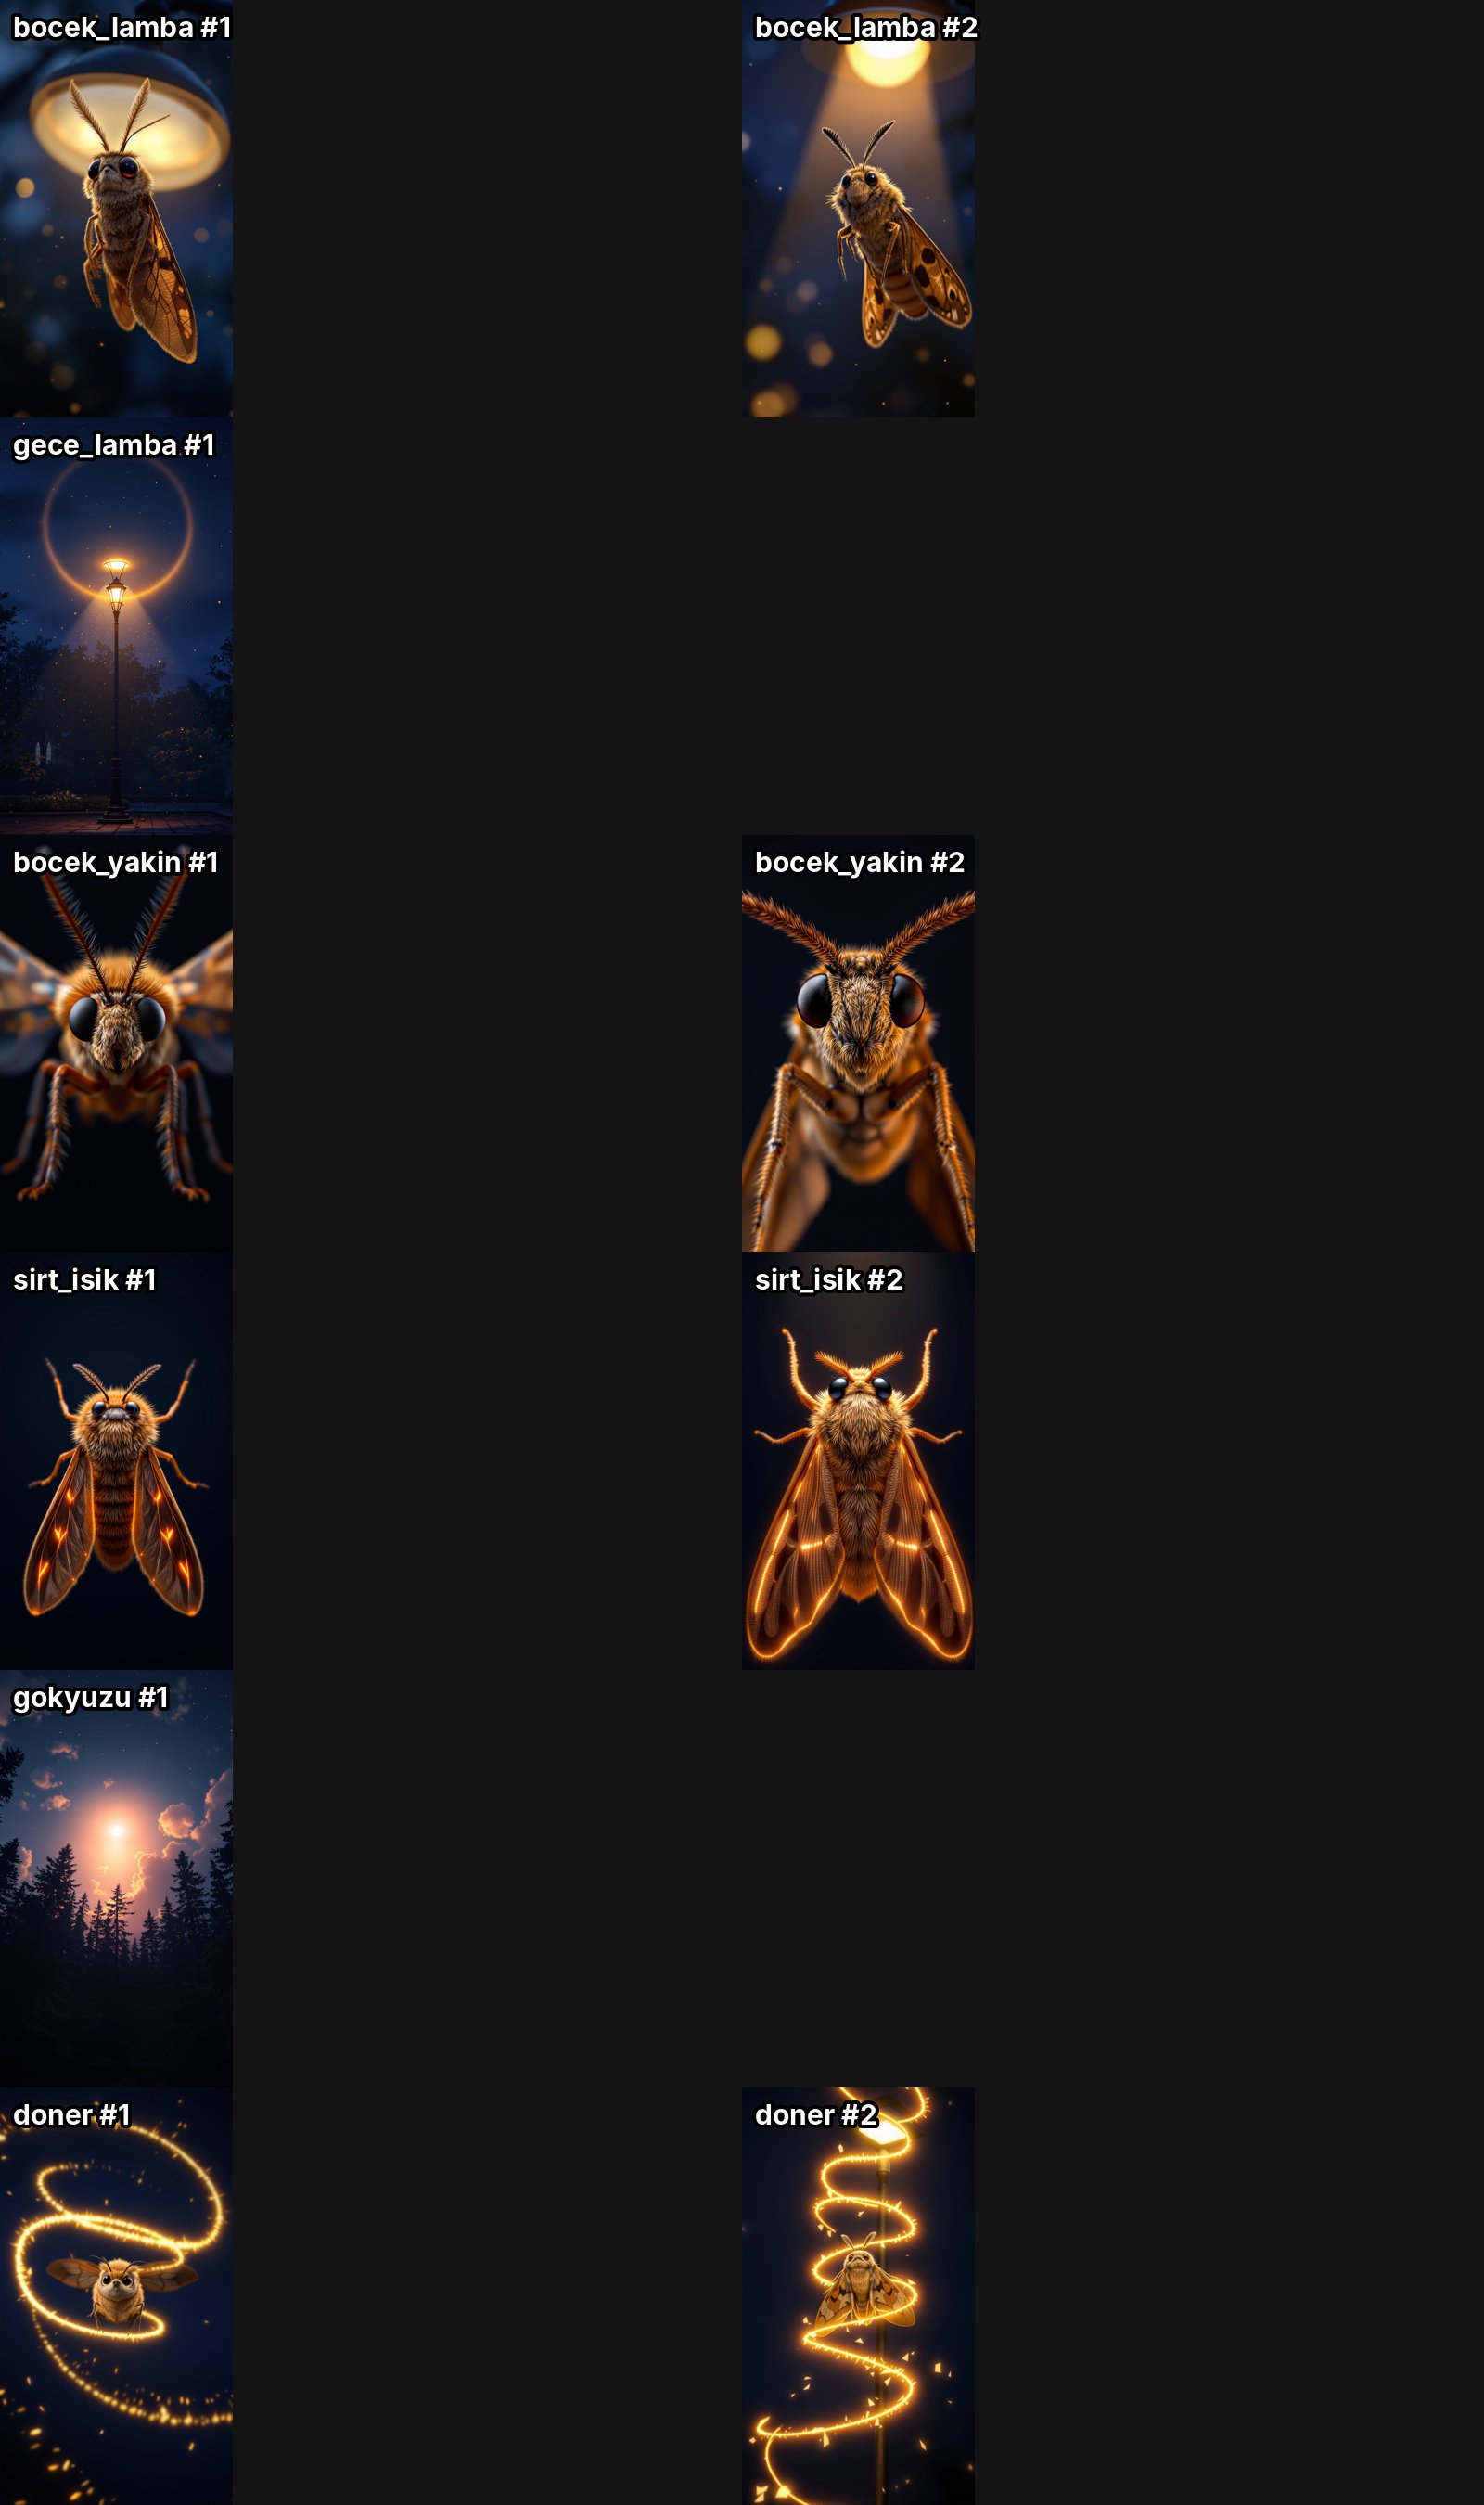 bocek_lamba #1
bocek_lamba #2
gece_lamba #1
bocek_yakin #1
bocek_yakin #2
sirt_isik #1
sirt_isik #2
gokyuzu #1
doner #1
doner #2